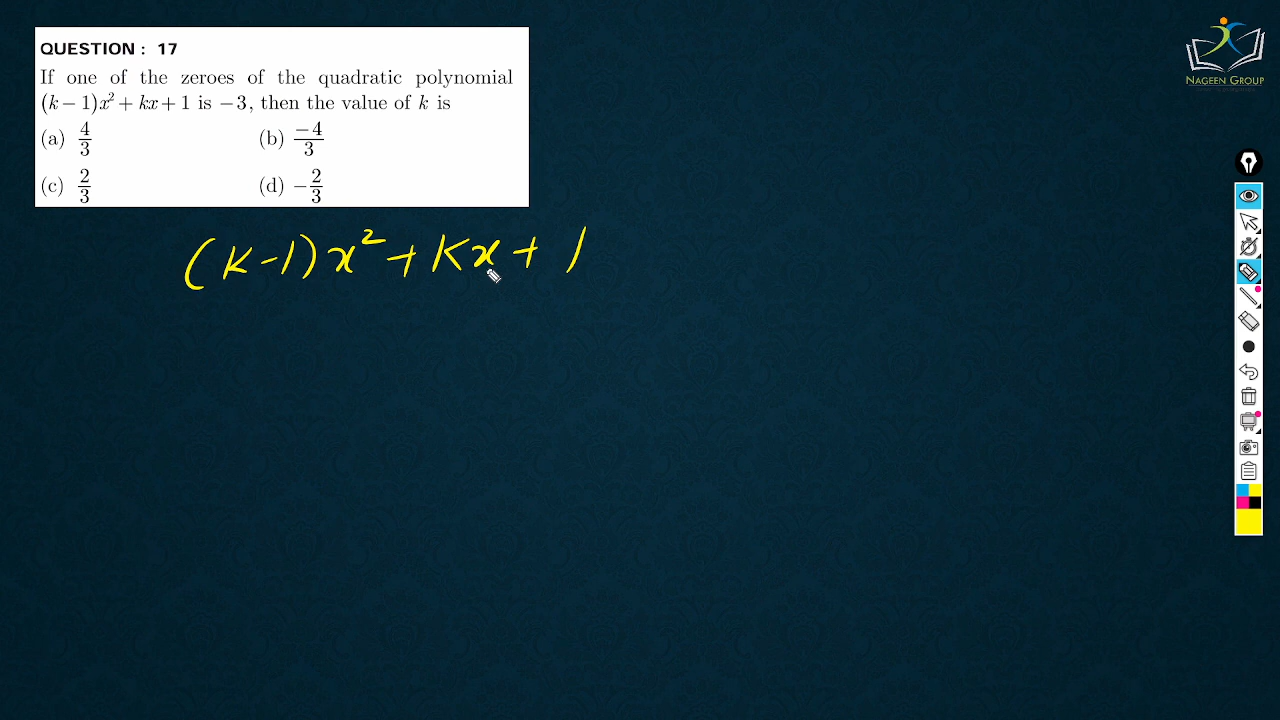 QUESTION : 17
If one of the zeroes of the quadratic polynomial
(k − 1)x² + kx + 1 is −3, then the value of k is
(a) 4/3 (b) −4/3
(c) 2/3 (d) −2/3
(K-1)x² + Kx + 1
NAGEEN GROUP